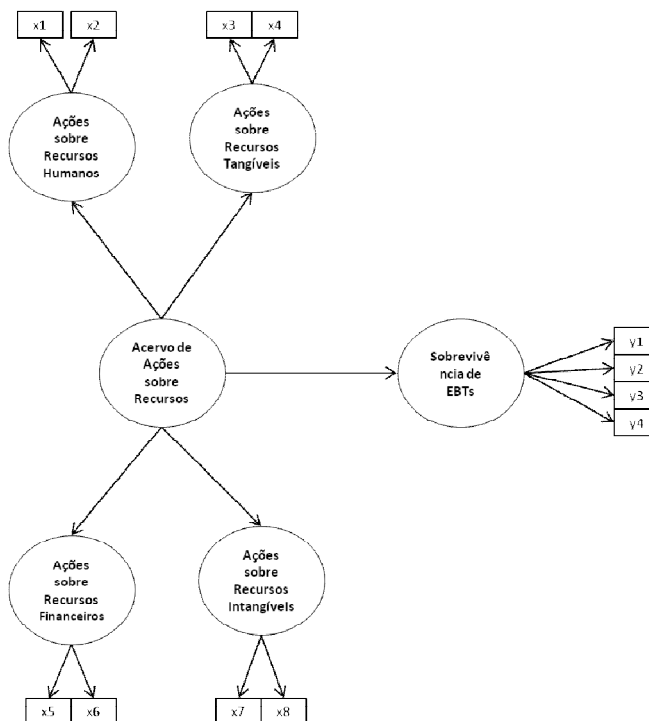 x1
x2
x3
x4
Ações
sobre
Recursos
Humanos
Ações
sobre
Recursos
Tangíveis
Acervo de
Ações
sobre
Recursos
Sobrevivê
ncia de
EBTs
y1
y2
y3
y4
Ações
sobre
Recursos
Financeiros
Ações
sobre
Recursos
Intangíveis
x5
x6
x7
x8